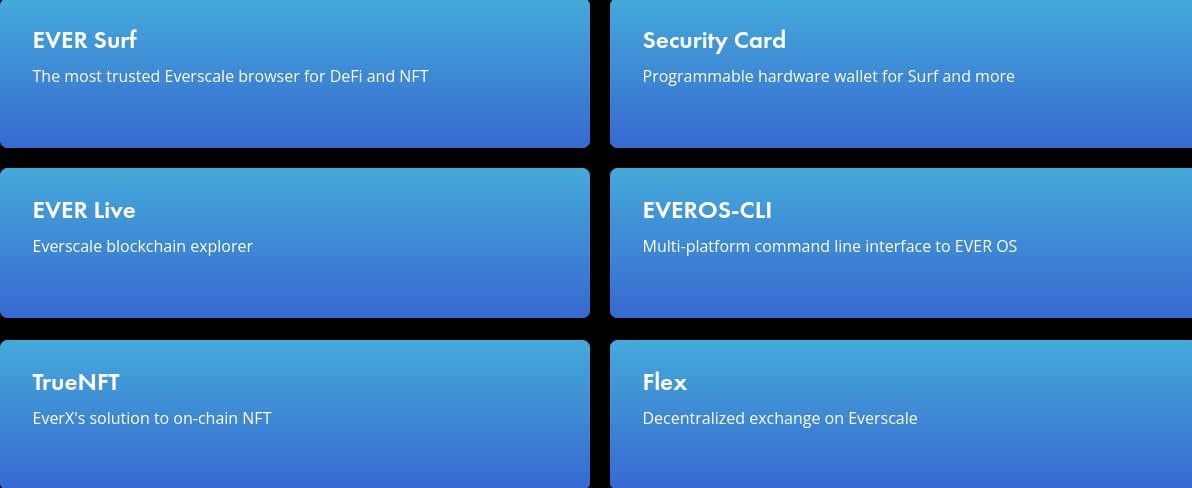 EVER Surf
The most trusted Everscale browser for DeFi and NFT
Security Card
Programmable hardware wallet for Surf and more
EVER Live
Everscale blockchain explorer
EVEROS-CLI
Multi-platform command line interface to EVER OS
TrueNFT
EverX's solution to on-chain NFT
Flex
Decentralized exchange on Everscale